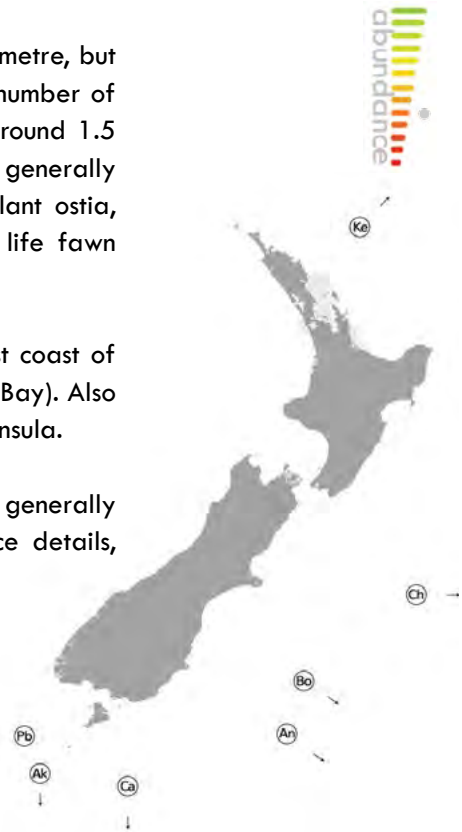 metre, but
number of
round 1.5
generally
lant ostia,
life fawn
st coast of
Bay). Also
nsula.
generally
ce details,
abundance
Ke
Ch
Bo
An
Pb
Ak
Ca